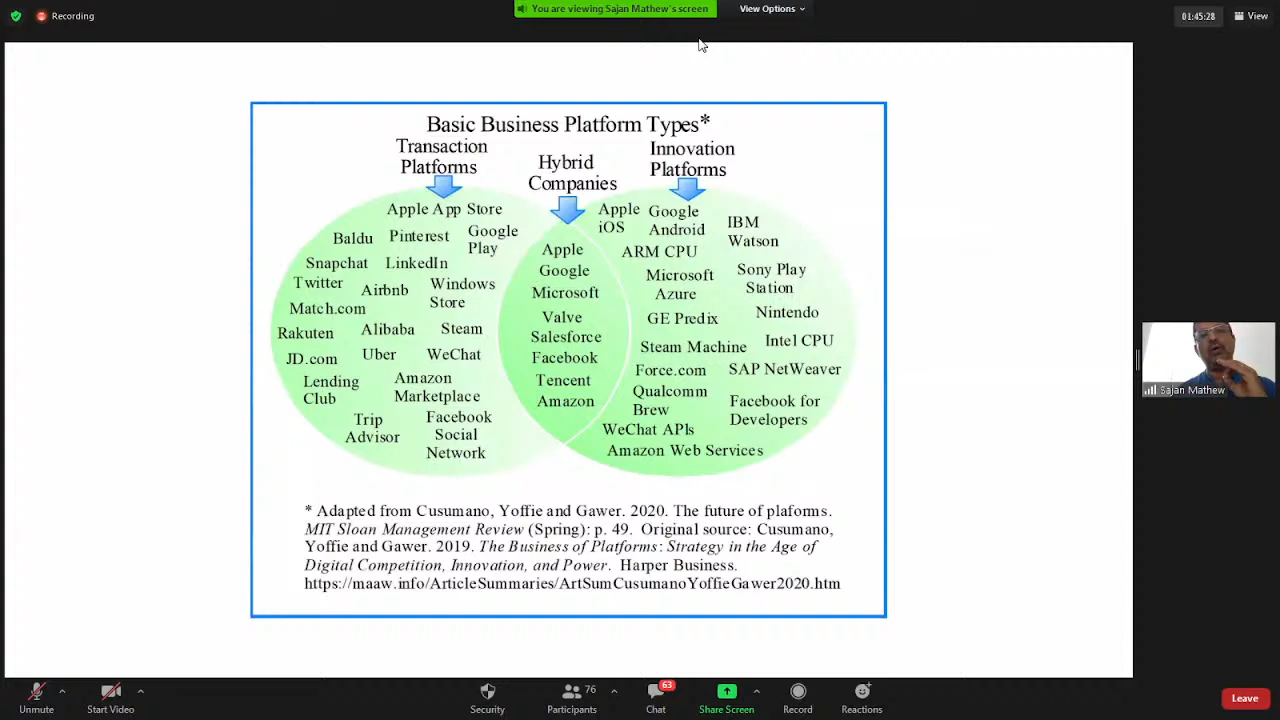 Recording
You are viewing Sajan Mathew's screen
View Options
01:45:28
View
Basic Business Platform Types*
Transaction
Platforms
Hybrid
Companies
Innovation
Platforms
Apple App Store
Baldu
Pinterest
Google
Play
Snapchat
LinkedIn
Twitter
Airbnb
Windows
Store
Match.com
Rakuten
Alibaba
Steam
JD.com
Uber
WeChat
Lending
Club
Amazon
Marketplace
Trip
Advisor
Facebook
Social
Network
Apple
Google
Microsoft
Valve
Salesforce
Facebook
Tencent
Amazon
Apple
iOS
Google
Android
IBM
Watson
ARM CPU
Microsoft
Azure
Sony Play
Station
GE Predix
Nintendo
Steam Machine
Intel CPU
Force.com
SAP NetWeaver
Qualcomm
Brew
Facebook for
Developers
WeChat APIs
Amazon Web Services
* Adapted from Cusumano, Yoffie and Gawer. 2020. The future of plaforms.
MIT Sloan Management Review (Spring): p. 49. Original source: Cusumano,
Yoffie and Gawer. 2019. The Business of Platforms: Strategy in the Age of
Digital Competition, Innovation, and Power. Harper Business.
https://maaw.info/ArticleSummaries/ArtSumCusumanoYoffieGawer2020.htm
Sajan Mathew
Unmute
Start Video
Security
76
Participants
63
Chat
Share Screen
Record
Reactions
Leave